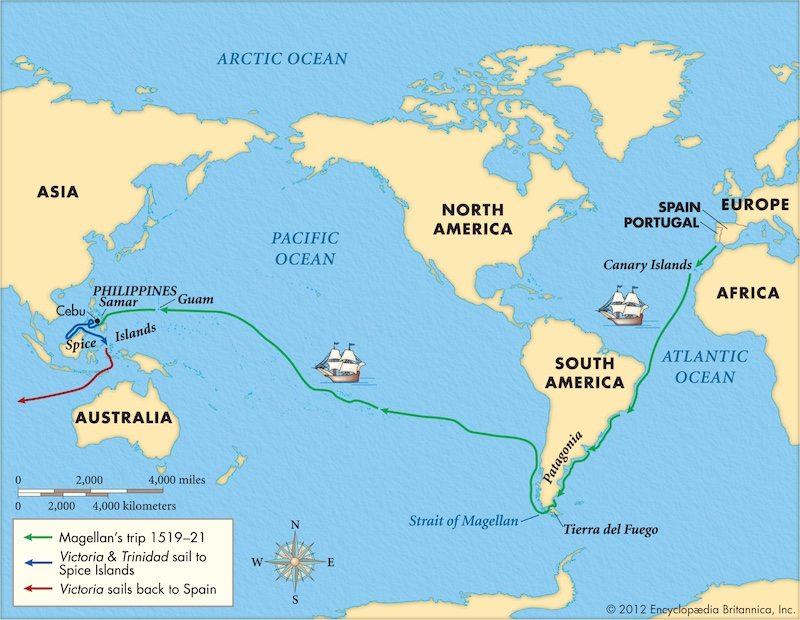 ARCTIC OCEAN
ASIA
NORTH
AMERICA
EUROPE
SPAIN
PORTUGAL
PACIFIC
OCEAN
Canary Islands
AFRICA
PHILIPPINES
Samar
Guam
Cebu
Spice Islands
SOUTH
AMERICA
ATLANTIC
OCEAN
AUSTRALIA
Patagonia
0 2,000 4,000 miles
0 2,000 4,000 kilometers
Strait of Magellan
Tierra del Fuego
N
W E
S
Magellan's trip 1519–21
Victoria & Trinidad sail to
Spice Islands
Victoria sails back to Spain
© 2012 Encyclopædia Britannica, Inc.